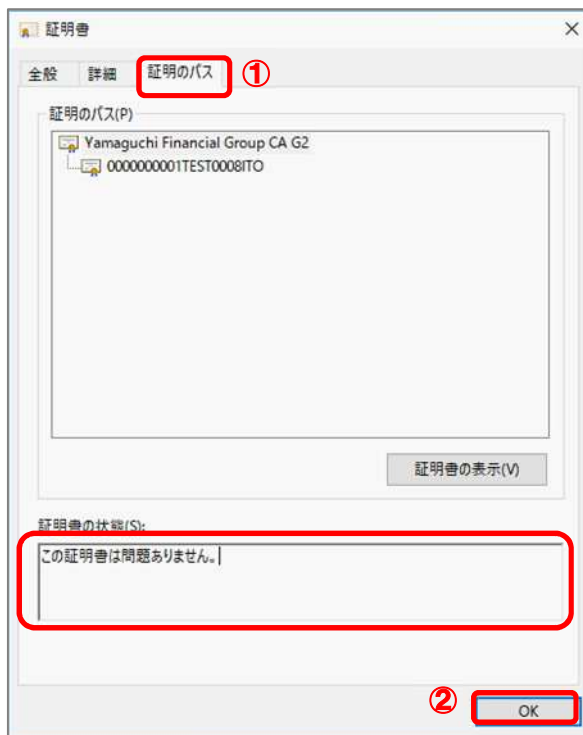 証明書
全般 詳細 証明のパス ①
証明のパス(P)
Yamaguchi Financial Group CA G2
0000000001TEST0008ITO
証明書の表示(V)
証明書の状態(S):
この証明書は問題ありません。
② OK